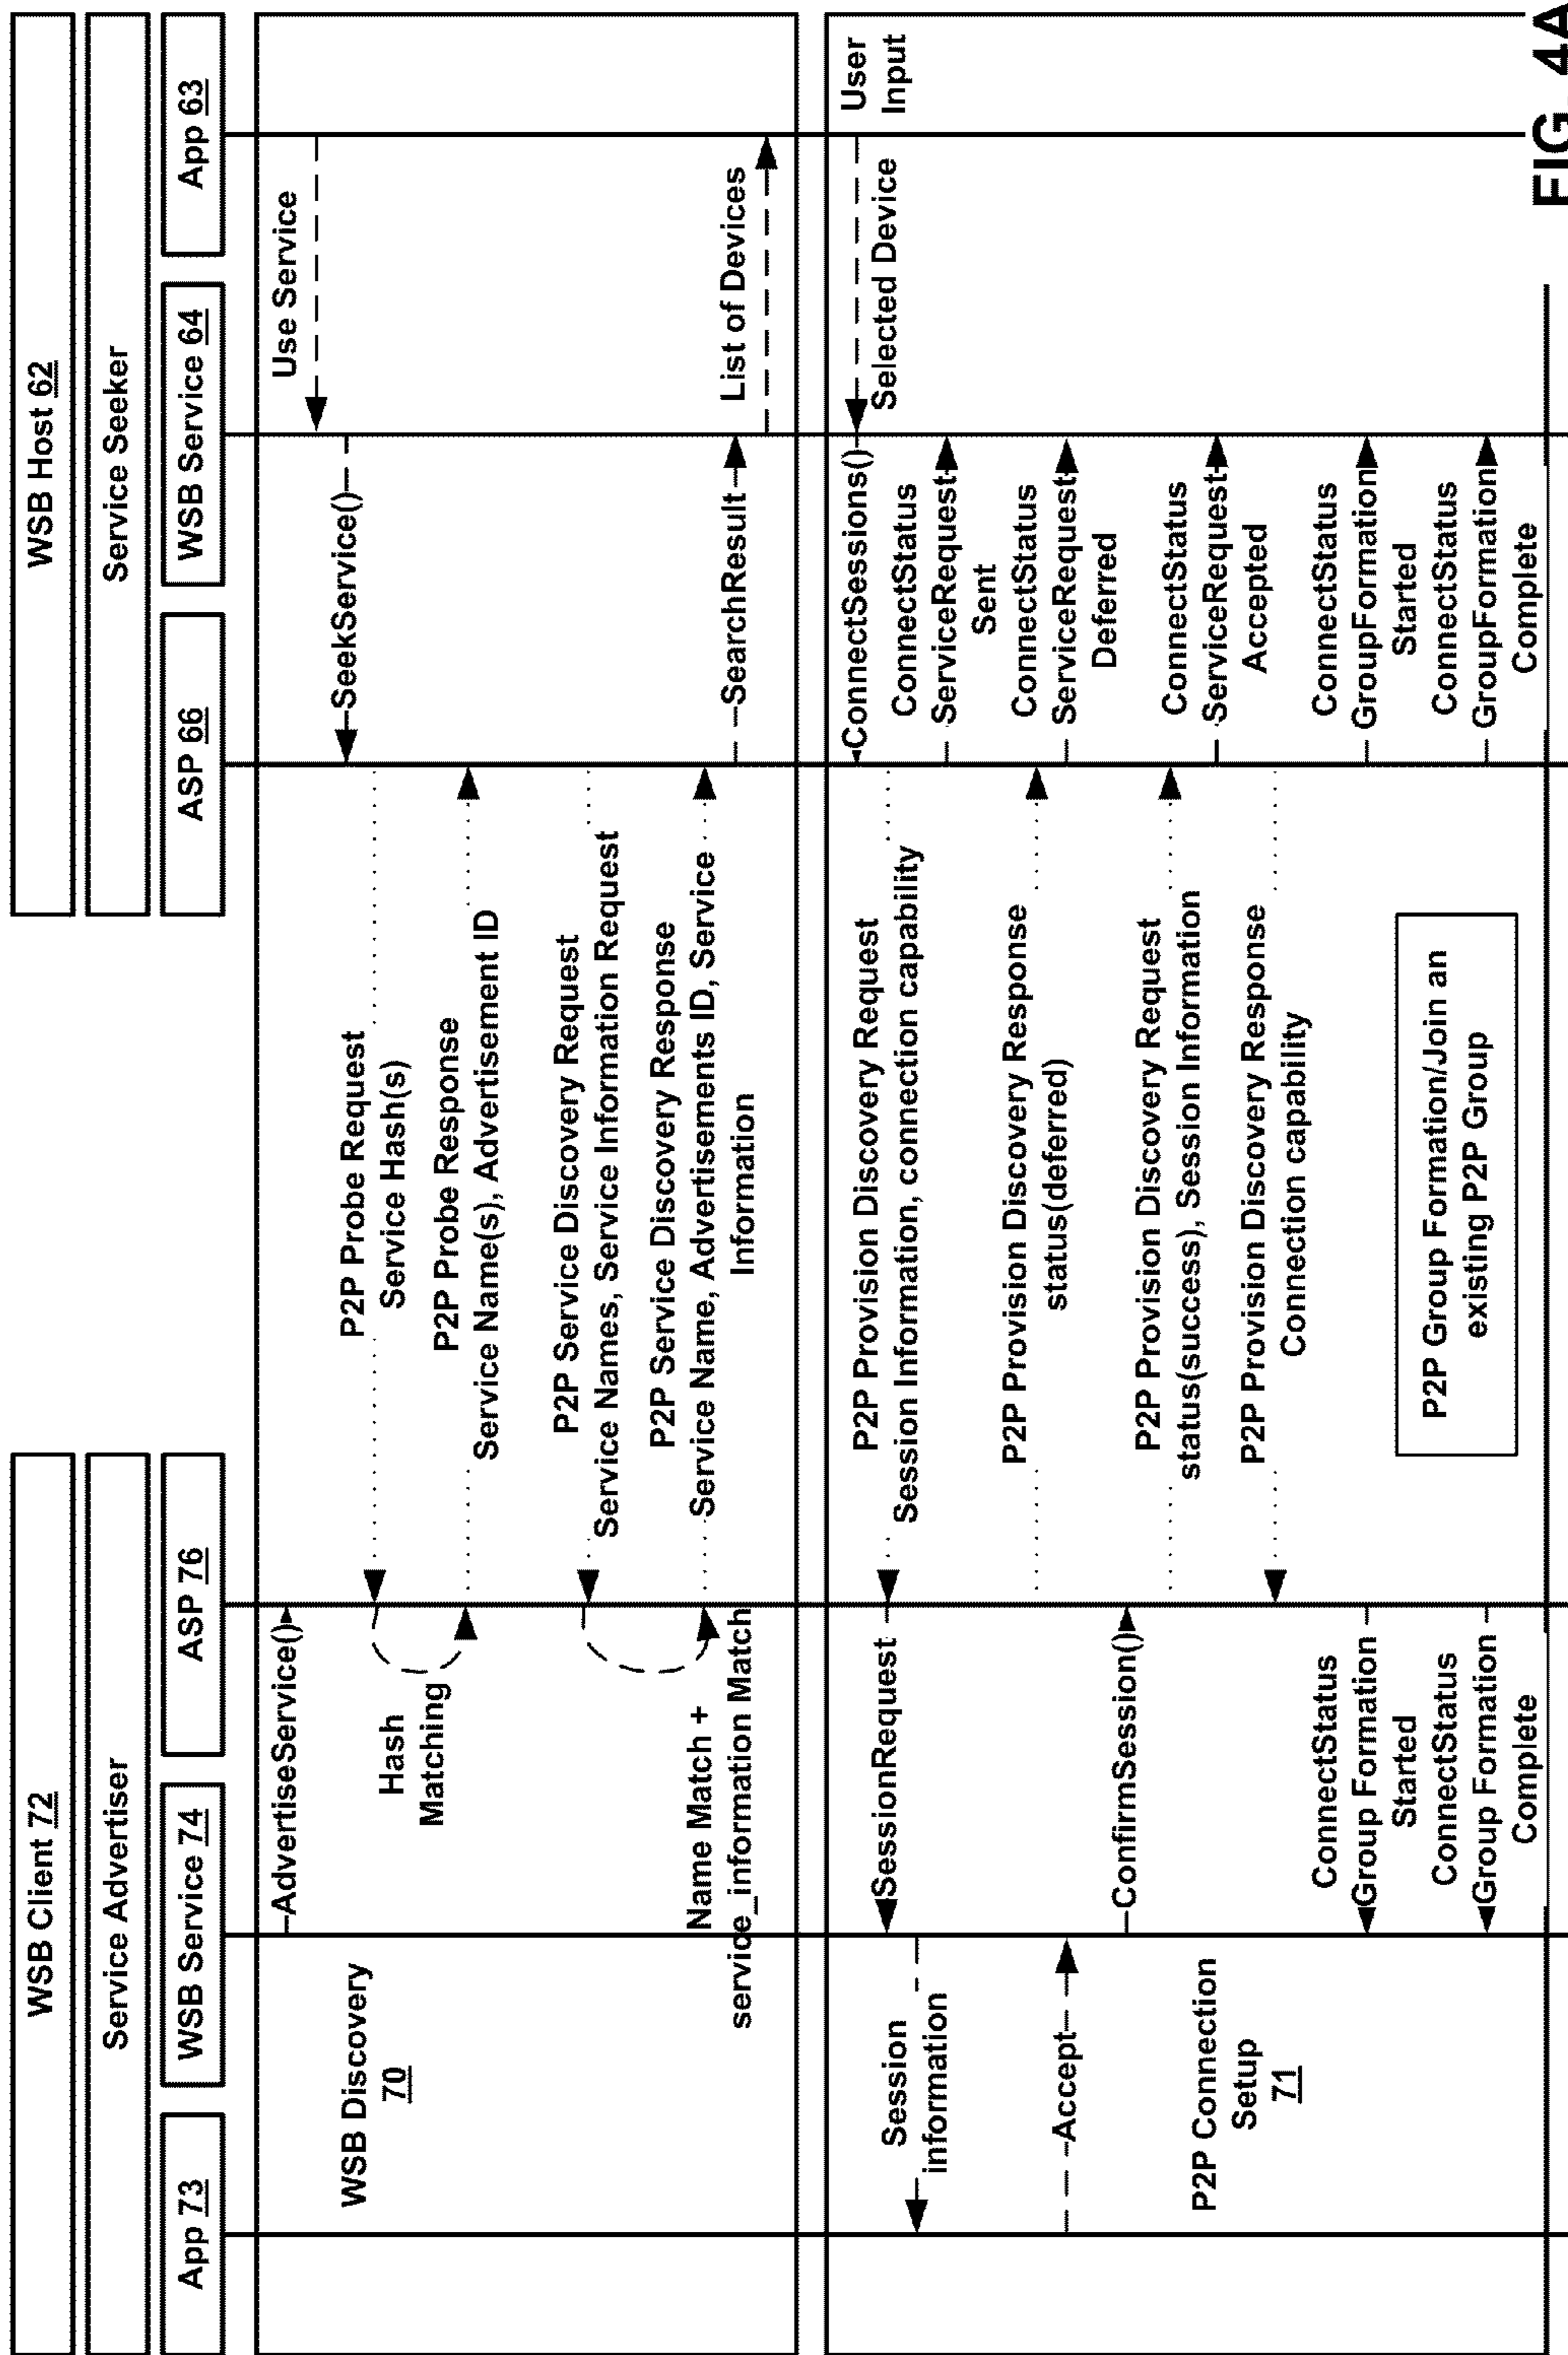 WSB Client 72
WSB Host 62
Service Advertiser
Service Seeker
App 73
WSB Service 74
ASP 76
ASP 66
WSB Service 64
App 63
WSB Discovery
70
AdvertiseService()
Use Service
SeekService()
P2P Probe Request
Service Hash(s)
Hash
Matching
P2P Probe Response
Service Name(s), Advertisement ID
P2P Service Discovery Request
Service Names, Service Information Request
Name Match +
service_information Match
P2P Service Discovery Response
Service Name, Advertisements ID, Service
Information
SearchResult
List of Devices
User
Input
Selected Device
ConnectSessions()
P2P Provision Discovery Request
Session Information, connection capability
SessionRequest
Session
information
ConnectStatus
ServiceRequest
Sent
P2P Provision Discovery Response
status(deferred)
ConnectStatus
ServiceRequest
Deferred
Accept
ConfirmSession()
P2P Provision Discovery Request
status(success), Session Information
ConnectStatus
ServiceRequest
Accepted
P2P Connection
Setup
71
P2P Provision Discovery Response
Connection capability
ConnectStatus
Group Formation
Started
ConnectStatus
GroupFormation
Started
P2P Group Formation/Join an
existing P2P Group
ConnectStatus
Group Formation
Complete
ConnectStatus
GroupFormation
Complete
FIG. 4A